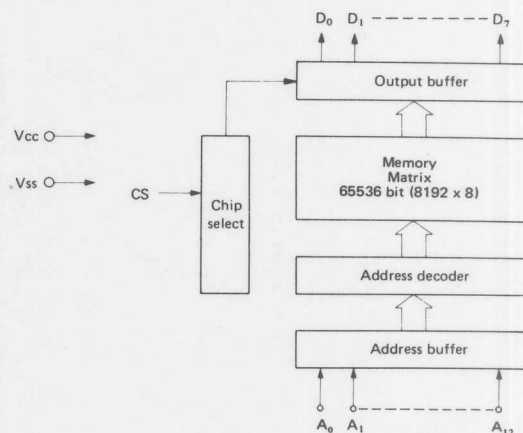 D₀ D₁ D₇
Output buffer
Vcc
Vss
CS
Chip
select
Memory
Matrix
65536 bit (8192 x 8)
Address decoder
Address buffer
A₀ A₁ A₁₂